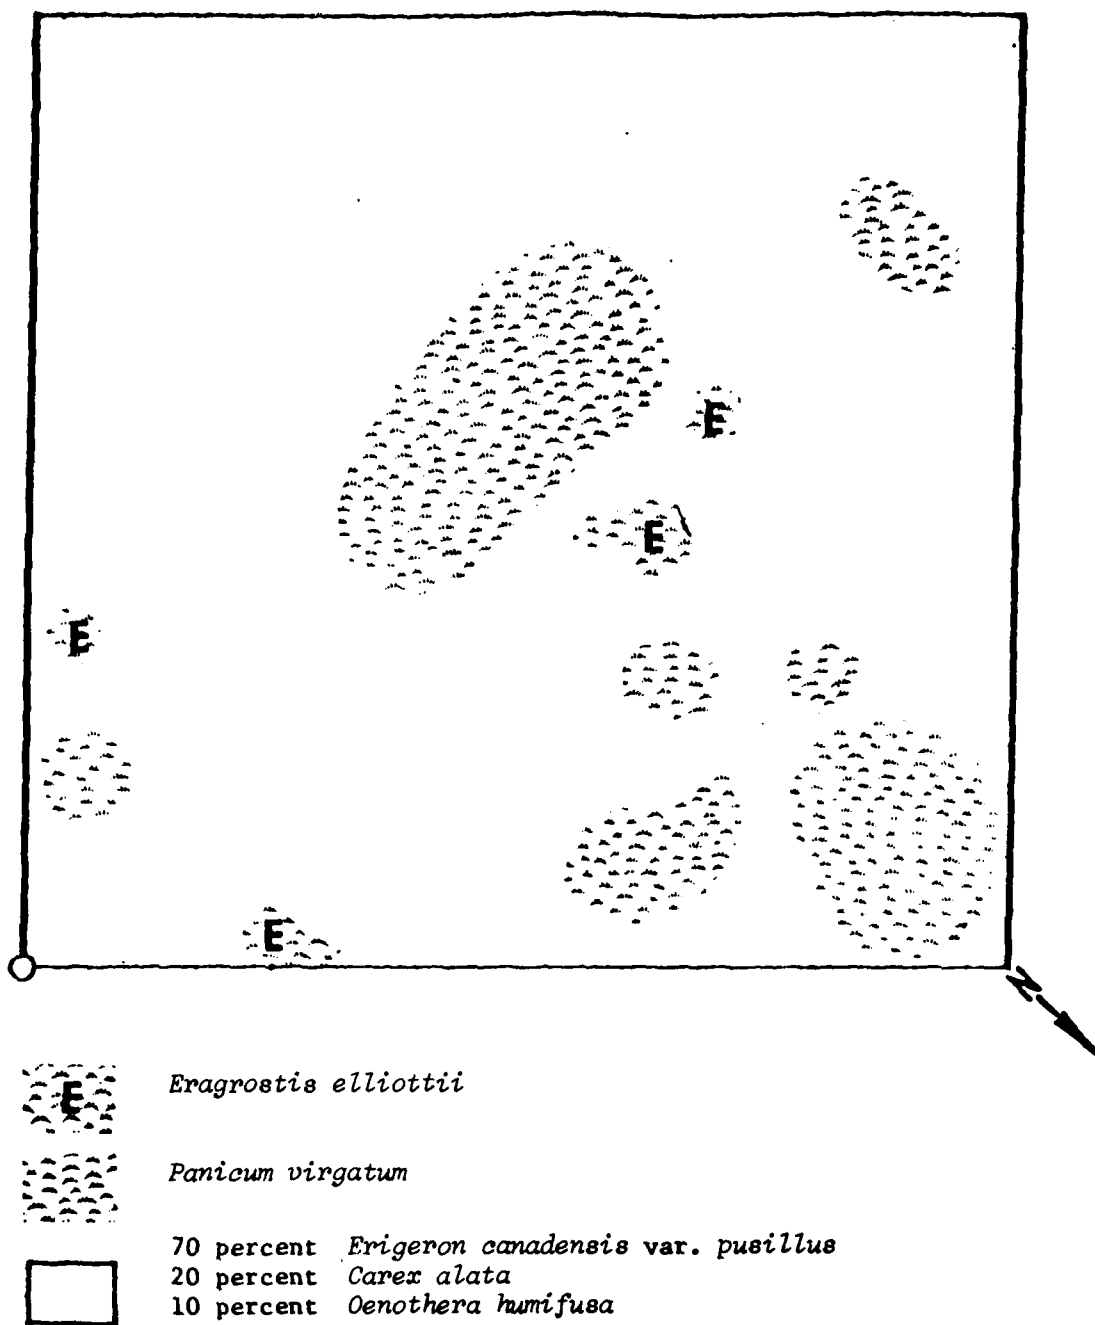 E
E
E
E
N
E Eragrostis elliottii
Panicum virgatum
70 percent Erigeron canadensis var. pusillus
20 percent Carex alata
10 percent Oenothera humifusa